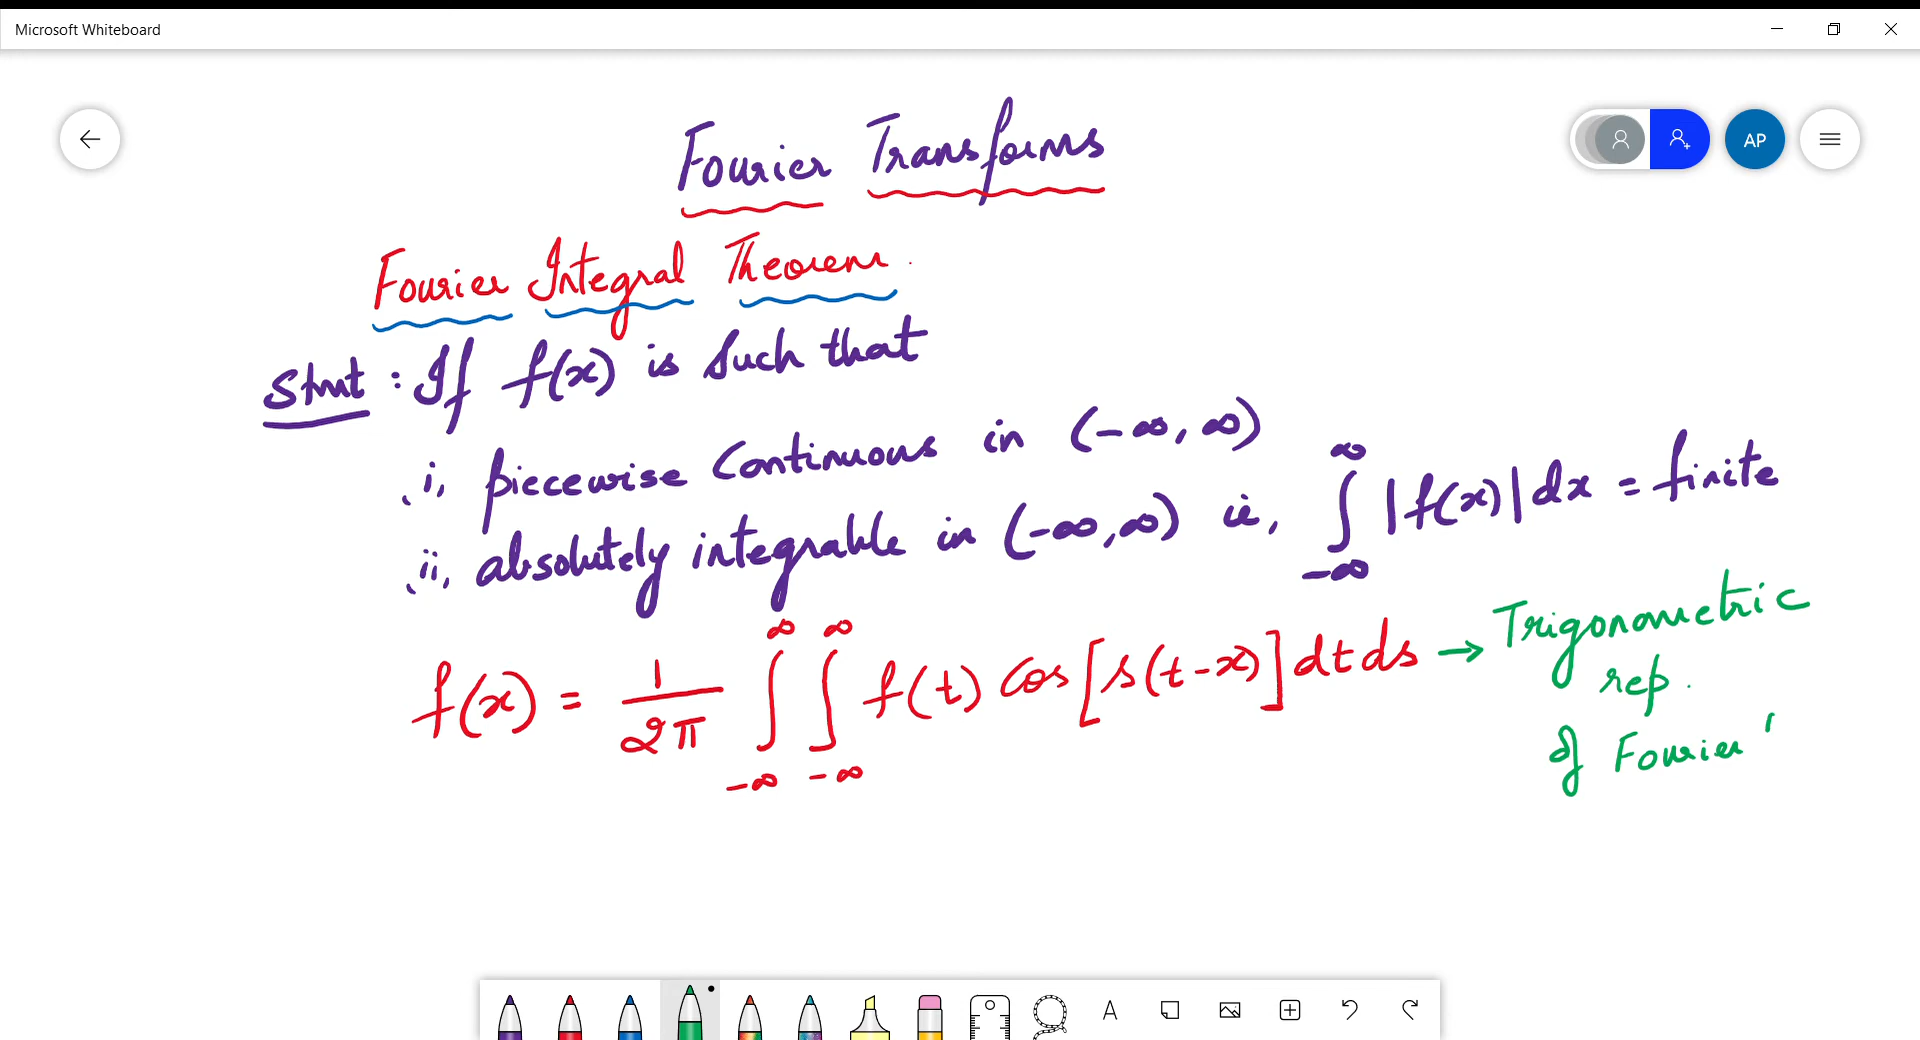 Microsoft Whiteboard
AP
Fourier Transforms
Fourier Integral Theorem.
Stmt : If f(x) is such that
i, piecewise continuous in (-∞, ∞)
ii, absolutely integrable in (-∞,∞) ie, ∫_{-∞}^{∞} |f(x)| dx = finite
f(x) = 1/2π ∫_{-∞}^{∞} ∫_{-∞}^{∞} f(t) cos[s(t-x)] dt ds → Trigonometric
rep.
of Fourier
A